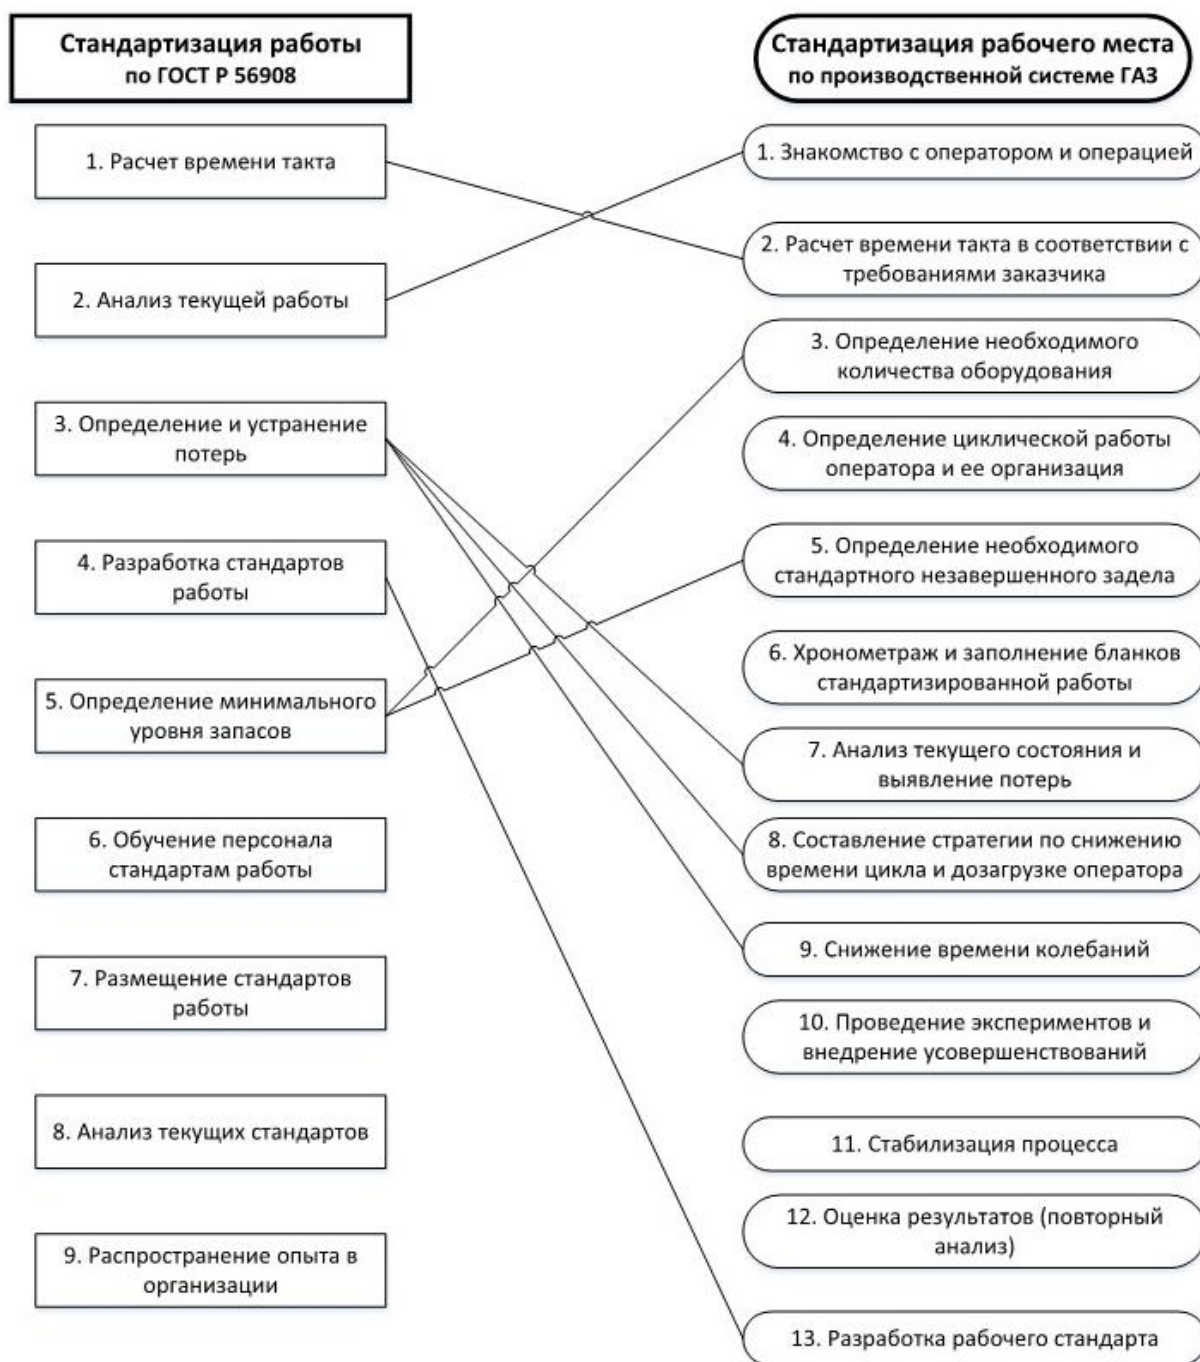 Стандартизация работы
по ГОСТ Р 56908
1. Расчет времени такта
2. Анализ текущей работы
3. Определение и устранение
потерь
4. Разработка стандартов
работы
5. Определение минимального
уровня запасов
6. Обучение персонала
стандартам работы
7. Размещение стандартов
работы
8. Анализ текущих стандартов
9. Распространение опыта в
организации
Стандартизация рабочего места
по производственной системе ГАЗ
1. Знакомство с оператором и операцией
2. Расчет времени такта в соответствии с
требованиями заказчика
3. Определение необходимого
количества оборудования
4. Определение циклической работы
оператора и ее организация
5. Определение необходимого
стандартного незавершенного задела
6. Хронометраж и заполнение бланков
стандартизированной работы
7. Анализ текущего состояния и
выявление потерь
8. Составление стратегии по снижению
времени цикла и дозагрузке оператора
9. Снижение времени колебаний
10. Проведение экспериментов и
внедрение усовершенствований
11. Стабилизация процесса
12. Оценка результатов (повторный
анализ)
13. Разработка рабочего стандарта